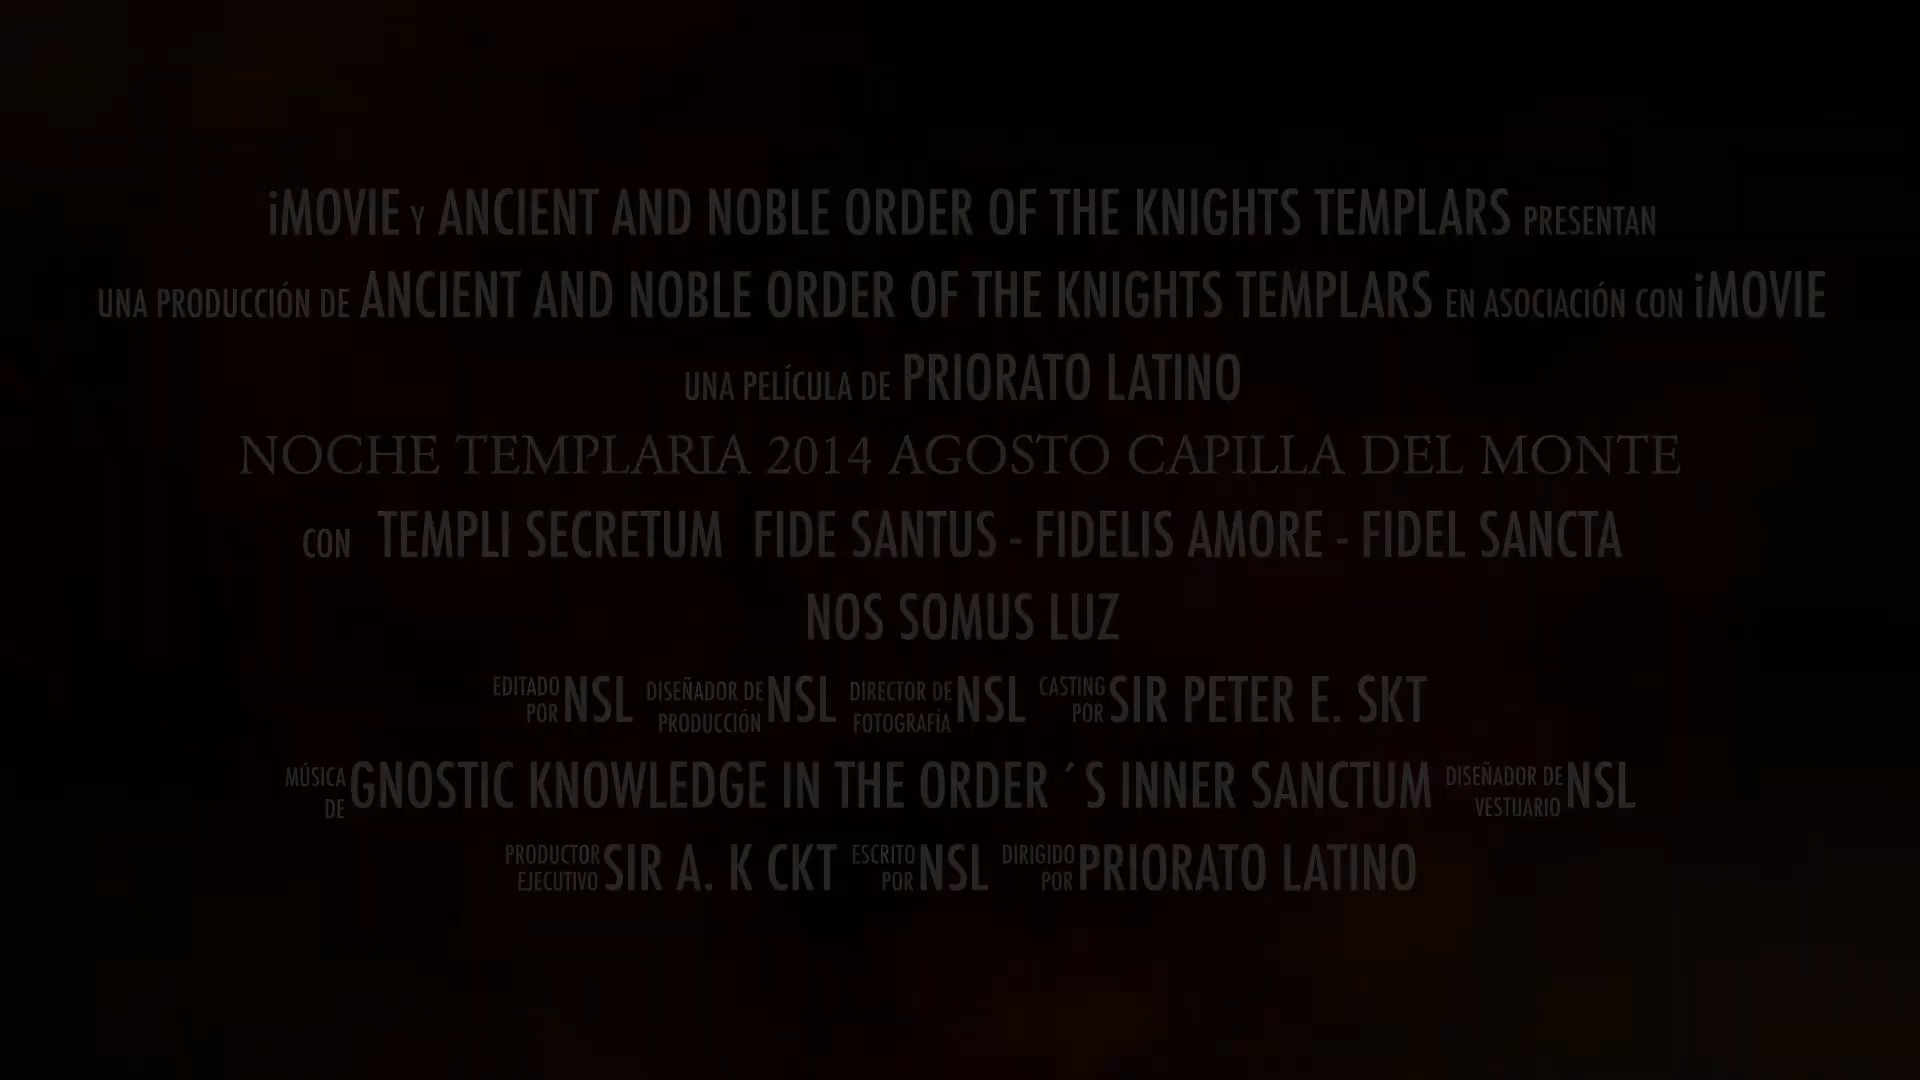 iMOVIE Y ANCIENT AND NOBLE ORDER OF THE KNIGHTS TEMPLARS PRESENTAN
UNA PRODUCCIÓN DE ANCIENT AND NOBLE ORDER OF THE KNIGHTS TEMPLARS EN ASOCIACIÓN CON iMOVIE
UNA PELÍCULA DE PRIORATO LATINO
NOCHE TEMPLARIA 2014 AGOSTO CAPILLA DEL MONTE
CON TEMPLI SECRETUM FIDE SANTUS - FIDELIS AMORE - FIDEL SANCTA
NOS SOMUS LUZ
EDITADO POR NSL DISEÑADOR DE PRODUCCIÓN NSL DIRECTOR DE FOTOGRAFÍA NSL CASTING POR SIR PETER E. SKT
MÚSICA DE GNOSTIC KNOWLEDGE IN THE ORDER´S INNER SANCTUM DISEÑADOR DE VESTUARIO NSL
PRODUCTOR EJECUTIVO SIR A. K CKT ESCRITO POR NSL DIRIGIDO POR PRIORATO LATINO